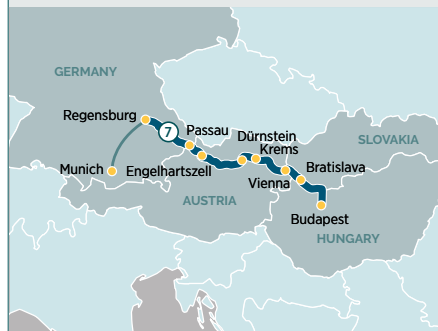 GERMANY
Regensburg
7
Passau
Dürnstein
Krems
SLOVAKIA
Munich
Engelhartszell
Bratislava
Vienna
AUSTRIA
Budapest
HUNGARY